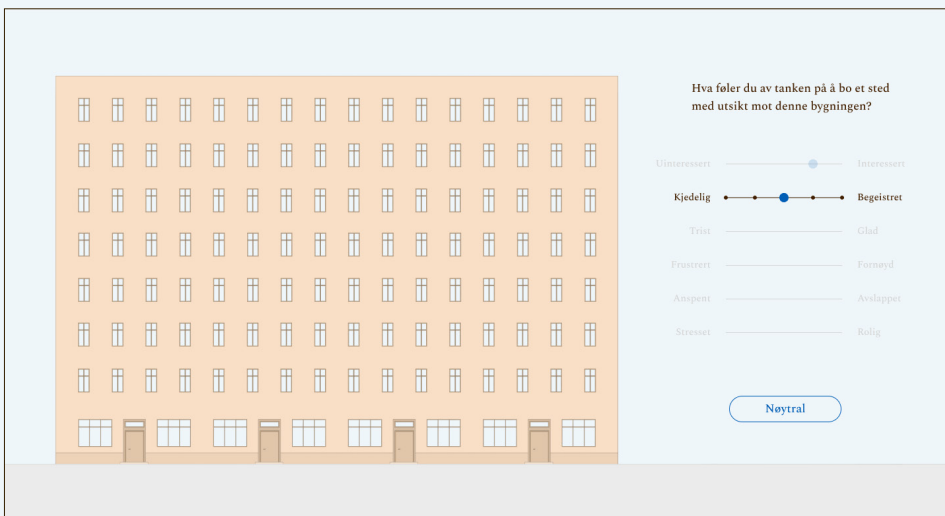 Hva føler du av tanken på å bo et sted
med utsikt mot denne bygningen?
Uinteressert Interessert
Kjedelig Begeistret
Trist Glad
Frustrert Fornøyd
Anspent Avslappet
Stresset Rolig
Nøytral